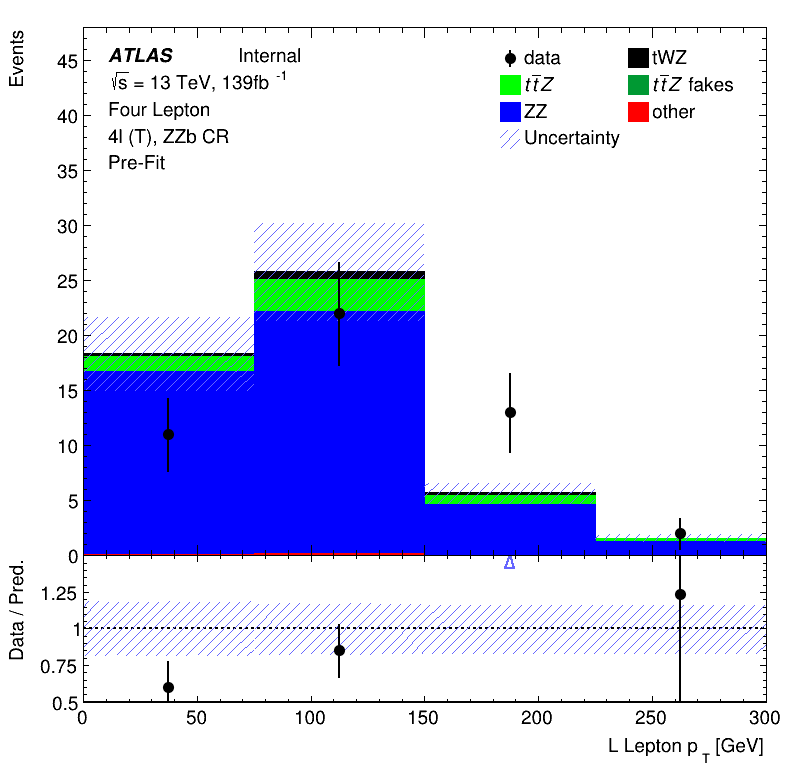 Events
45
40
35
30
25
20
15
10
5
0
ATLAS Internal
√s = 13 TeV, 139fb⁻¹
Four Lepton
4l (T), ZZb CR
Pre-Fit
data
tWZ
tt̄Z
tt̄Z fakes
ZZ
other
Uncertainty
Data / Pred.
1.25
1
0.75
0.5
0 50 100 150 200 250 300
L Lepton p_T [GeV]